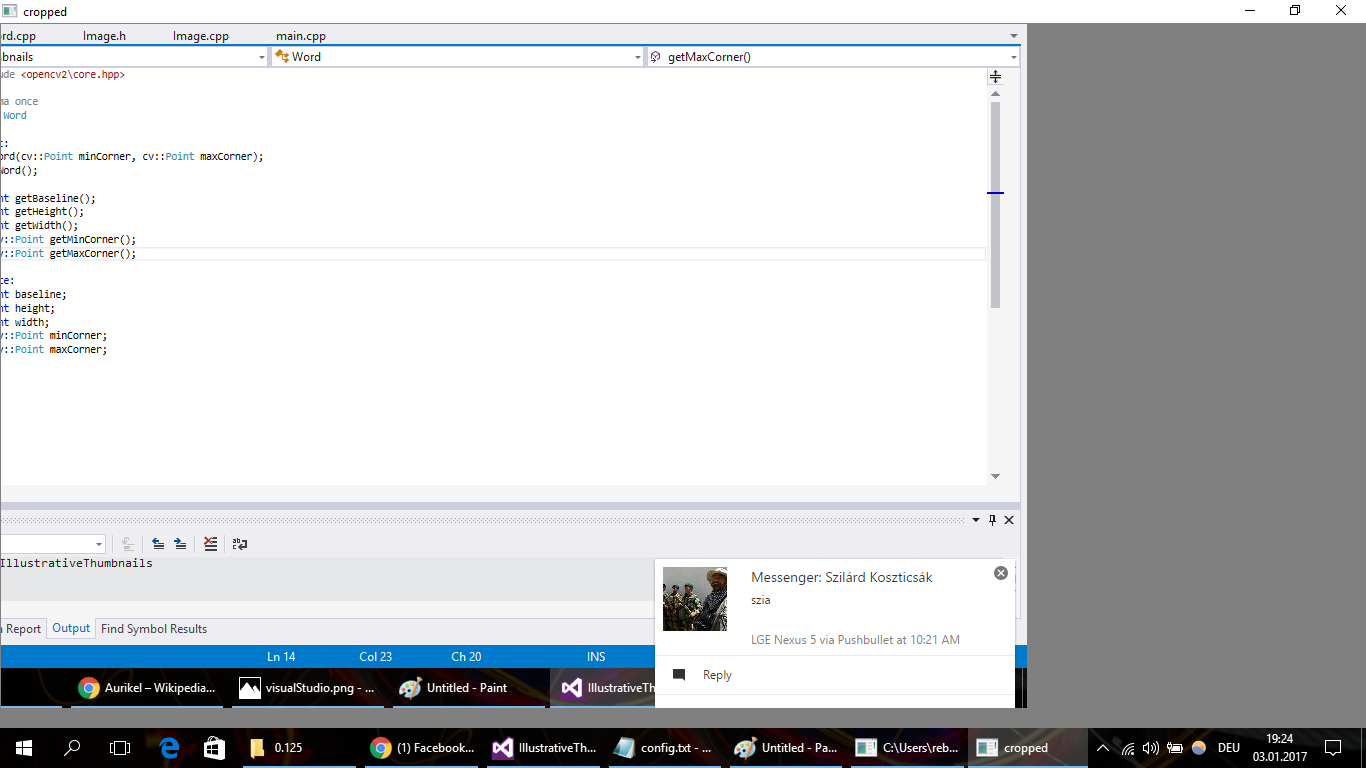 cropped
rd.cpp Image.h Image.cpp main.cpp
bnails Word getMaxCorner()
ude <opencv2\core.hpp>
ma once
Word
c:
ord(cv::Point minCorner, cv::Point maxCorner);
Word();
nt getBaseline();
nt getHeight();
nt getWidth();
v::Point getMinCorner();
v::Point getMaxCorner();
te:
nt baseline;
nt height;
nt width;
v::Point minCorner;
v::Point maxCorner;
IllustrativeThumbnails
Messenger: Szilárd Koszticsák
szia
LGE Nexus 5 via Pushbullet at 10:21 AM
Reply
a Report Output Find Symbol Results
Ln 14 Col 23 Ch 20 INS
Aurikel – Wikipedia... visualStudio.png - ... Untitled - Paint IllustrativeTh
0.125 (1) Facebook... IllustrativeTh... config.txt - ... Untitled - Pa... C:\Users\reb... cropped DEU 19:24
03.01.2017